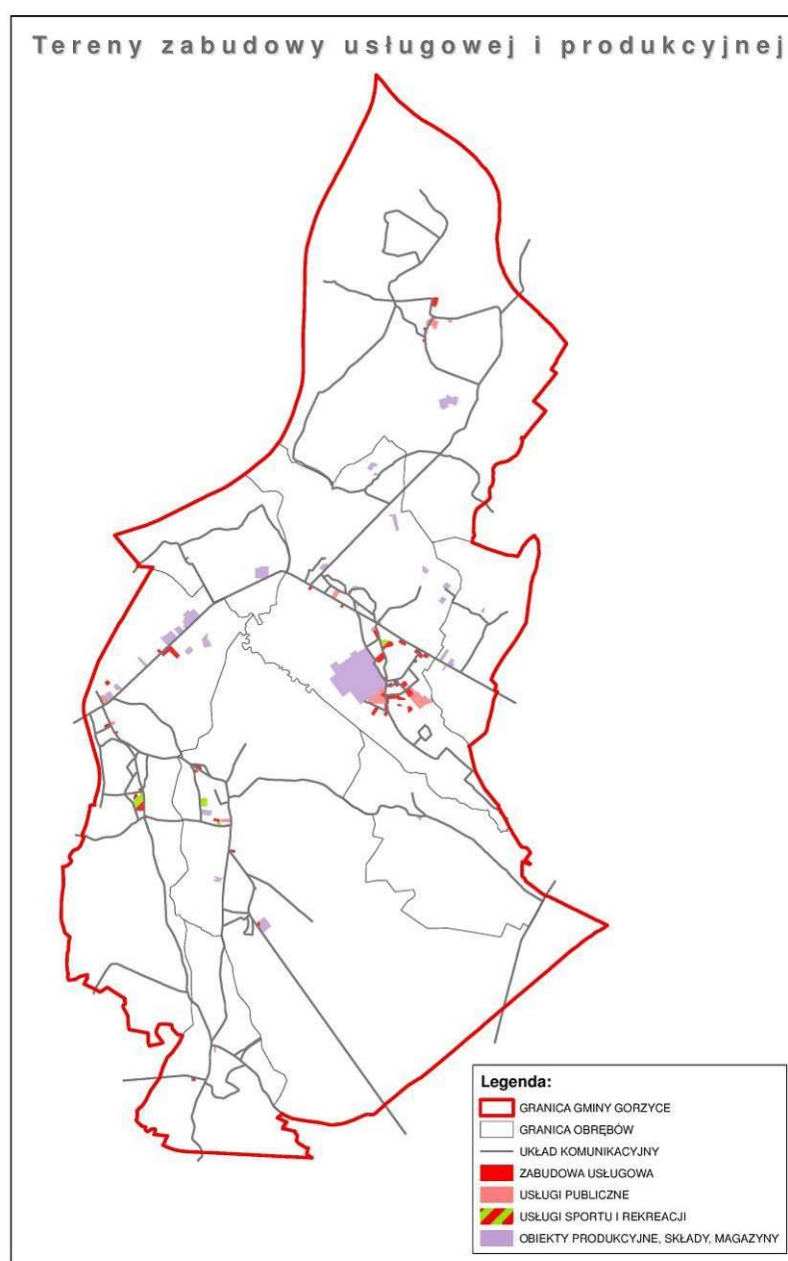 Tereny zabudowy usługowej i produkcyjnej
Legenda:
GRANICA GMINY GORZYCE
GRANICA OBRĘBÓW
UKŁAD KOMUNIKACYJNY
ZABUDOWA USŁUGOWA
USŁUGI PUBLICZNE
USŁUGI SPORTU I REKREACJI
OBIEKTY PRODUKCYJNE, SKŁADY, MAGAZYNY